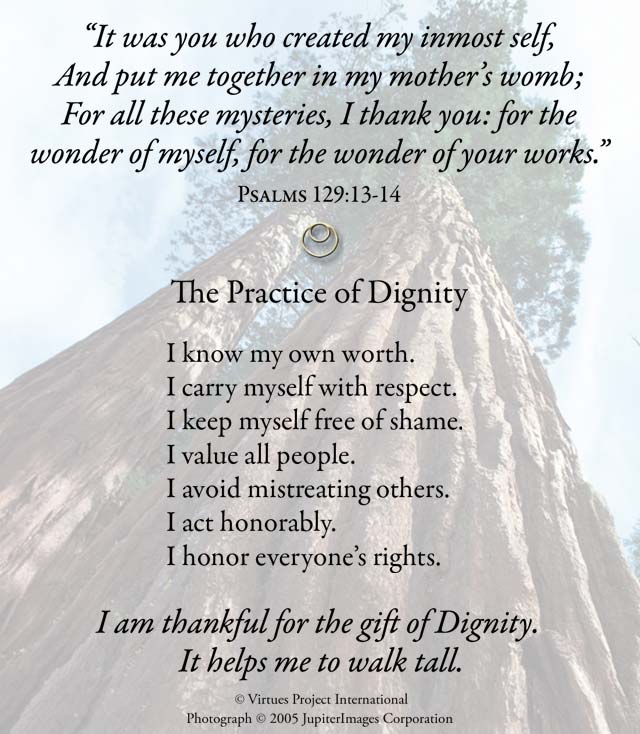 “It was you who created my inmost self,
And put me together in my mother’s womb;
For all these mysteries, I thank you: for the
wonder of myself, for the wonder of your works.”
Psalms 129:13-14
The Practice of Dignity
I know my own worth.
I carry myself with respect.
I keep myself free of shame.
I value all people.
I avoid mistreating others.
I act honorably.
I honor everyone’s rights.
I am thankful for the gift of Dignity.
It helps me to walk tall.
© Virtues Project International
Photograph © 2005 JupiterImages Corporation